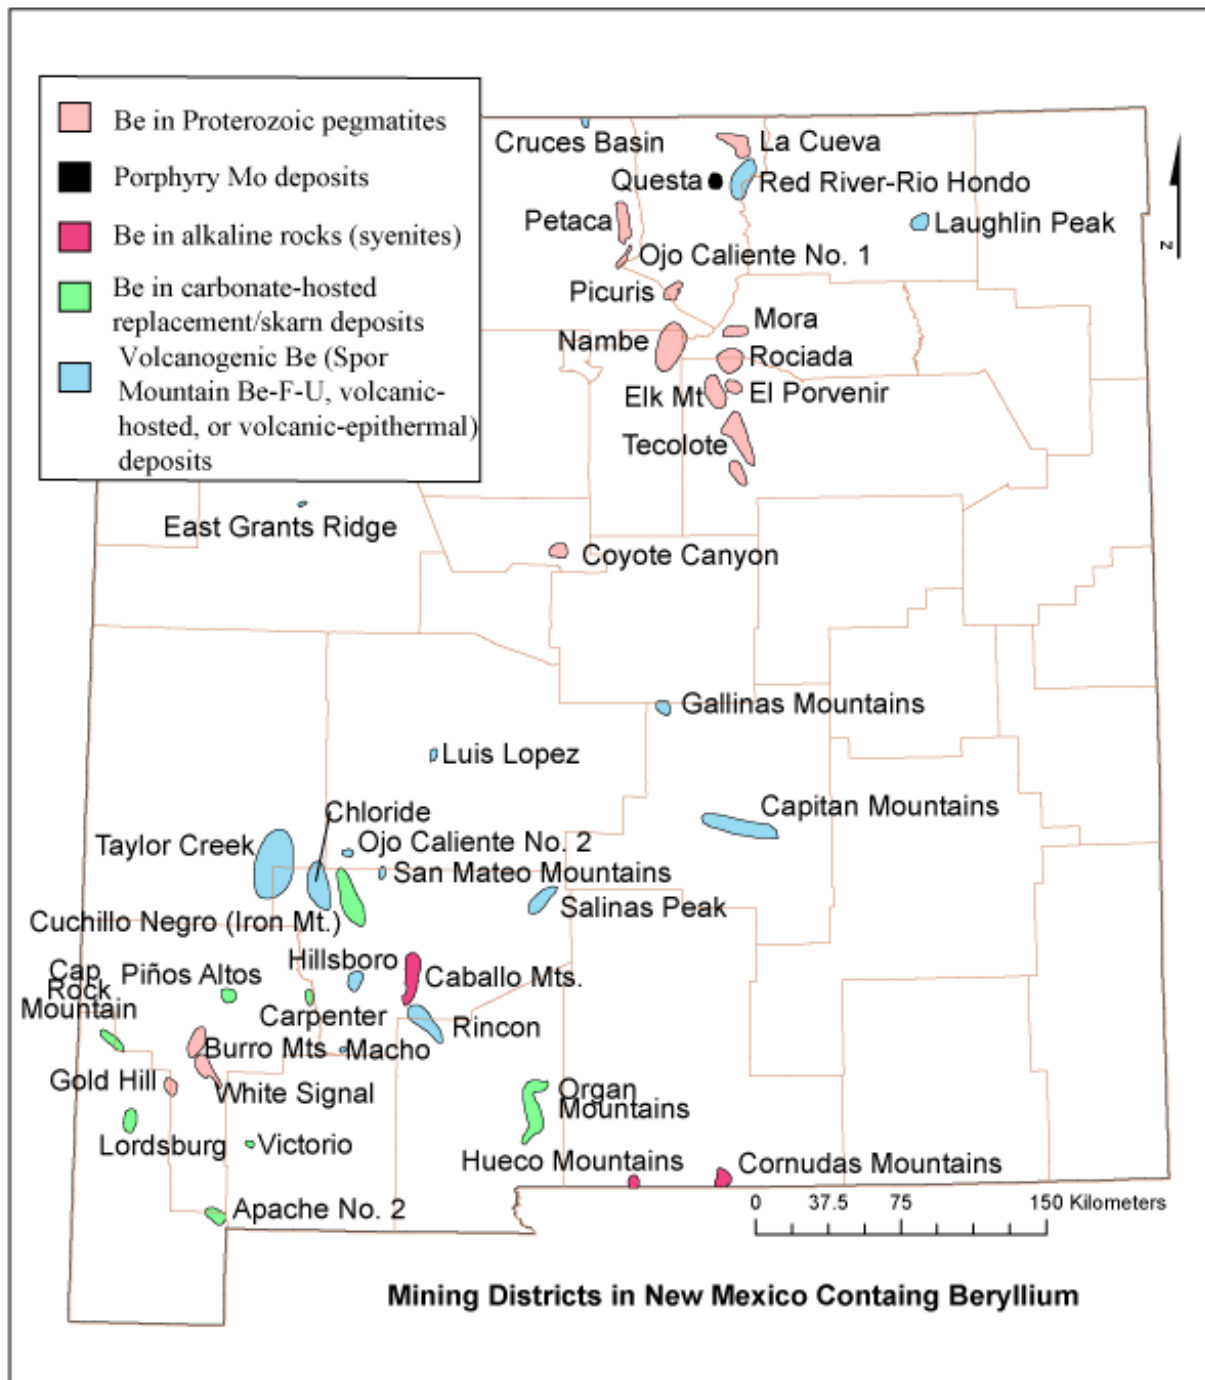 Be in Proterozoic pegmatites
Porphyry Mo deposits
Be in alkaline rocks (syenites)
Be in carbonate-hosted
replacement/skarn deposits
Volcanogenic Be (Spor
Mountain Be-F-U, volcanic-
hosted, or volcanic-epithermal)
deposits
Cruces Basin
La Cueva
Questa
Red River-Rio Hondo
Petaca
Laughlin Peak
Ojo Caliente No. 1
Picuris
Mora
Nambe
Rociada
Elk Mt
El Porvenir
Tecolote
z
East Grants Ridge
Coyote Canyon
Gallinas Mountains
Luis Lopez
Chloride
Capitan Mountains
Taylor Creek
Ojo Caliente No. 2
San Mateo Mountains
Salinas Peak
Cuchillo Negro (Iron Mt.)
Hillsboro
Cap
Rock
Mountain
Piños Altos
Caballo Mts.
Carpenter
Rincon
Burro Mts
Macho
Gold Hill
White Signal
Organ
Mountains
Lordsburg
Victorio
Hueco Mountains
Cornudas Mountains
Apache No. 2
0 37.5 75 150 Kilometers
Mining Districts in New Mexico Containg Beryllium